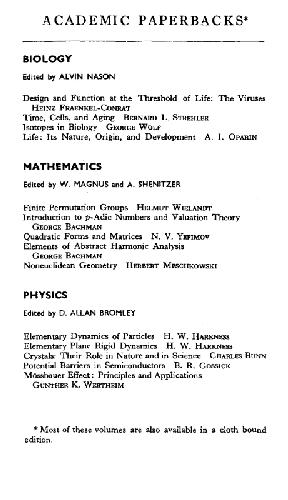 ACADEMIC PAPERBACKS*
BIOLOGY
Edited by ALVIN NASON
Design and Function at the Threshold of Life: The Viruses
HEINZ FRAENKEL-CONRAT
Time, Cells, and Aging BERNARD L. STREHLER
Isotopes in Biology GEORGE WOLF
Life: Its Nature, Origin, and Development A. I. OPARIN
MATHEMATICS
Edited by W. MAGNUS and A. SHENITZER
Finite Permutation Groups HELMUT WIELANDT
Introduction to p-Adic Numbers and Valuation Theory
GEORGE BACHMAN
Quadratic Forms and Matrices N. V. YEFIMOV
Elements of Abstract Harmonic Analysis
GEORGE BACHMAN
Noneuclidean Geometry HERBERT MESCHKOWSKI
PHYSICS
Edited by D. ALLAN BROMLEY
Elementary Dynamics of Particles H. W. HARKNESS
Elementary Plane Rigid Dynamics H. W. HARKNESS
Crystals: Their Role in Nature and in Science CHARLES BUNN
Potential Barriers in Semiconductors B. R. GOSSICK
Mössbauer Effect: Principles and Applications
GUNTHER K. WERTHEIM
* Most of these volumes are also available in a cloth bound
edition.